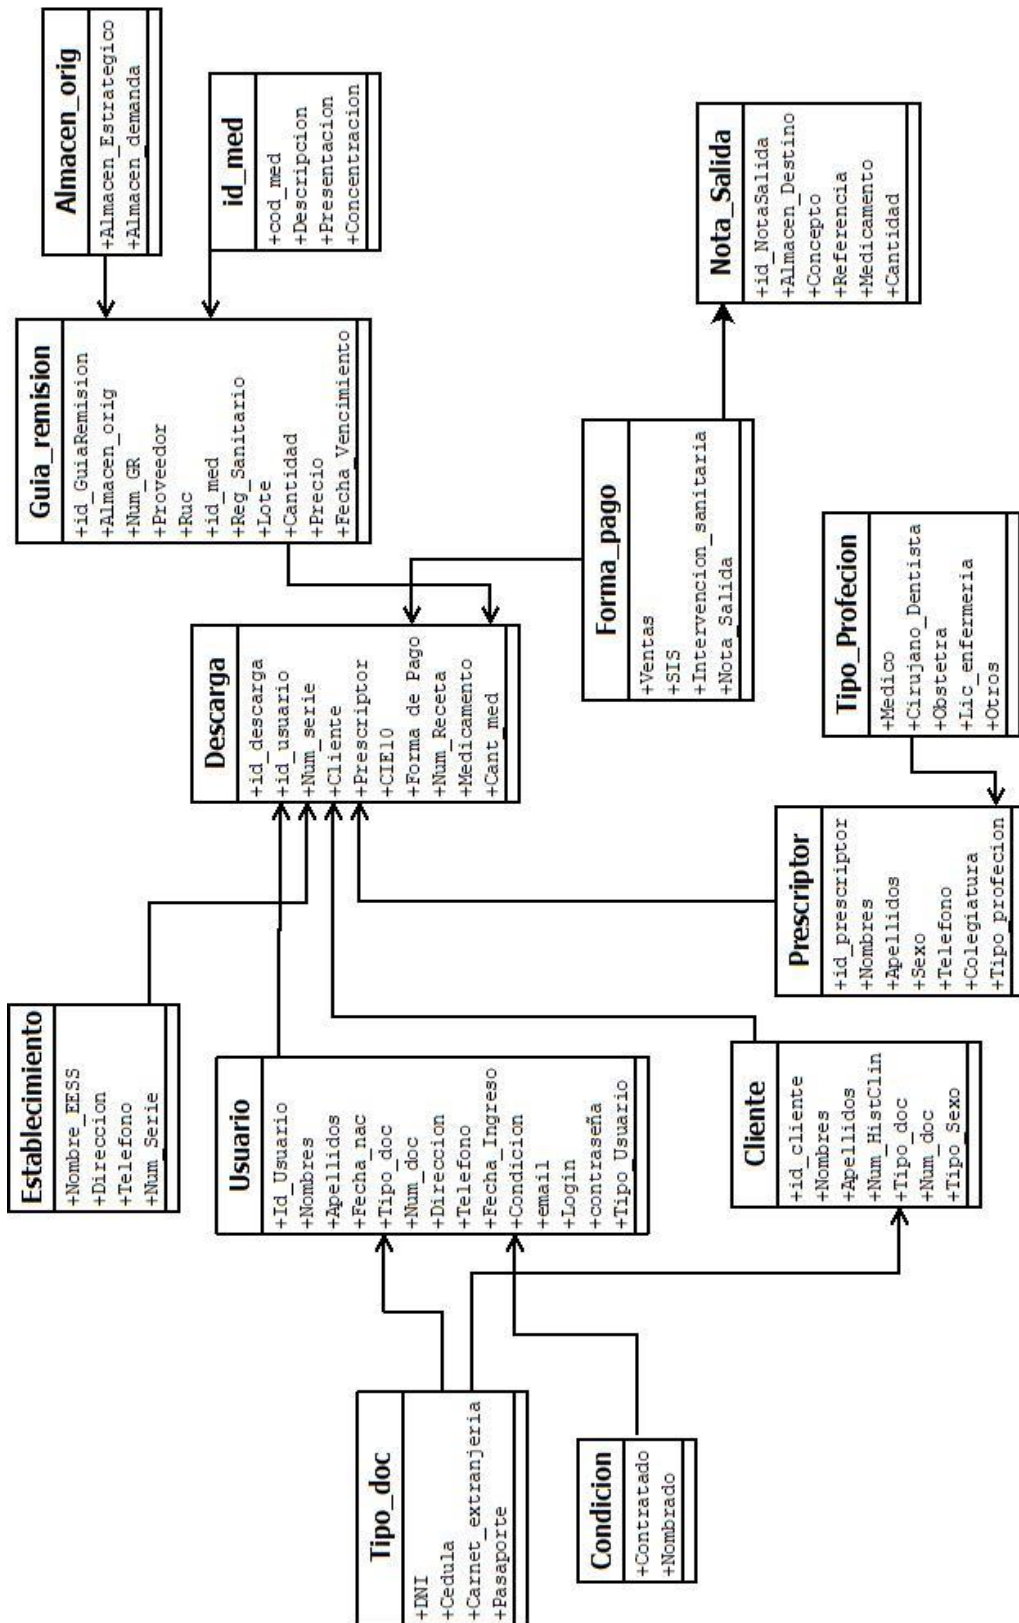 Tipo_doc
+DNI
+Cedula
+Carnet_extranjeria
+Pasaporte
Condicion
+Contratado
+Nombrado
Establecimiento
+Nombre_EESS
+Direccion
+Telefono
+Num_Serie
Usuario
+Id_Usuario
+Nombres
+Apellidos
+Fecha_nac
+Tipo_doc
+Num_doc
+Direccion
+Telefono
+Fecha_Ingreso
+Condicion
+email
+Login
+contraseña
+Tipo_Usuario
Cliente
+id_cliente
+Nombres
+Apellidos
+Num_HistClin
+Tipo_doc
+Num_doc
+Tipo_Sexo
Prescriptor
+id_prescriptor
+Nombres
+Apellidos
+Sexo
+Telefono
+Colegiatura
+Tipo_profecion
Tipo_Profecion
+Medico
+Cirujano_Dentista
+Obstetra
+Lic_enfermeria
+Otros
Descarga
+id_descarga
+id_usuario
+Num_serie
+Cliente
+Prescriptor
+CIE10
+Forma de Pago
+Num_Receta
+Medicamento
+Cant_med
Forma_pago
+Ventas
+SIS
+Intervencion_sanitaria
+Nota_Salida
Guia_remision
+id_GuiaRemision
+Almacen_orig
+Num_GR
+Proveedor
+Ruc
+id_med
+Reg_Sanitario
+Lote
+Cantidad
+Precio
+Fecha_Vencimiento
Almacen_orig
+Almacen_Estrategico
+Almacen_demanda
id_med
+cod_med
+Descripcion
+Presentacion
+Concentracion
Nota_Salida
+id_NotaSalida
+Almacen_Destino
+Concepto
+Referencia
+Medicamento
+Cantidad